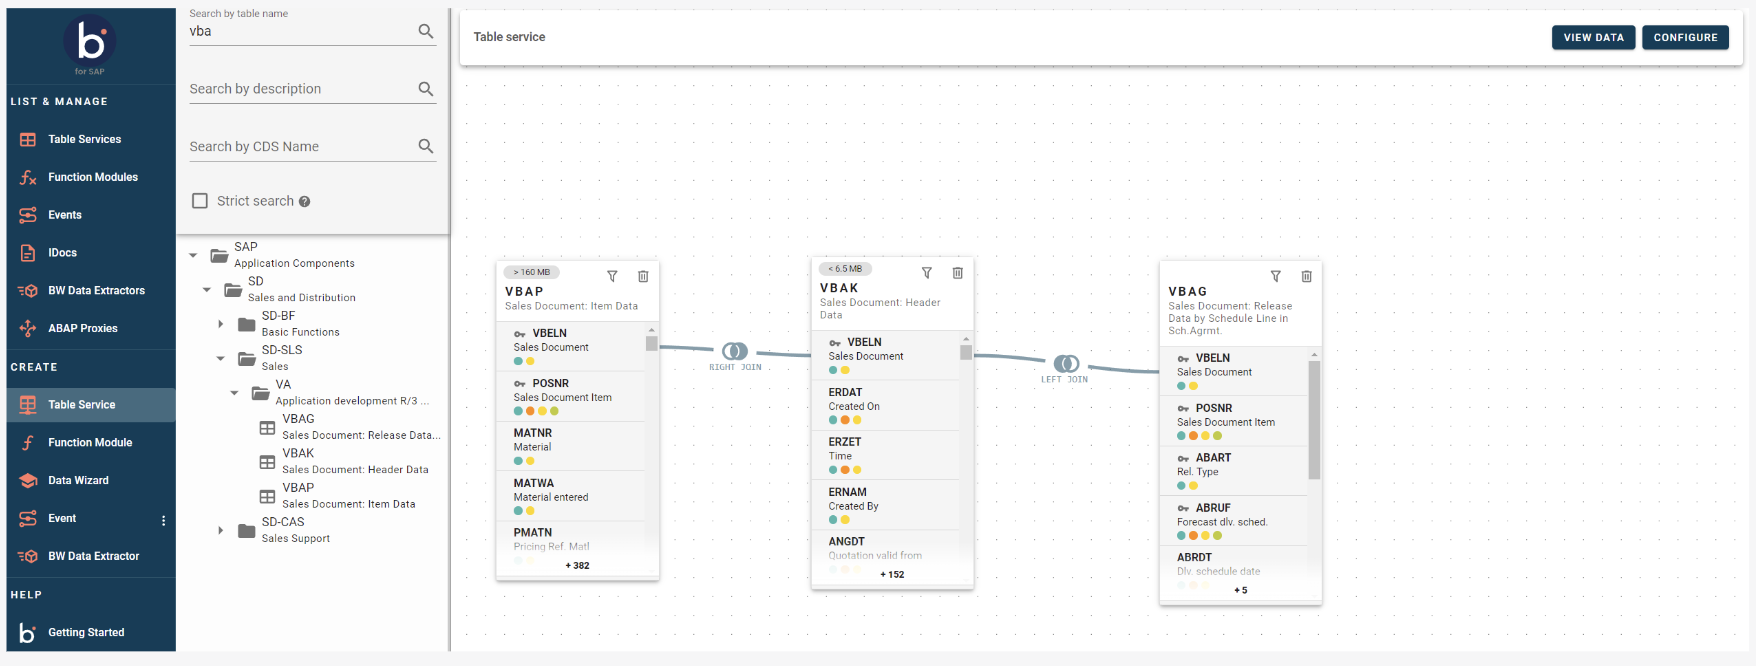 b
for SAP
LIST & MANAGE
Table Services
Function Modules
Events
IDocs
BW Data Extractors
ABAP Proxies
CREATE
Table Service
Function Module
Data Wizard
Event
BW Data Extractor
HELP
b Getting Started
Search by table name
vba
Search by description
Search by CDS Name
Strict search ?
SAP
Application Components
SD
Sales and Distribution
SD-BF
Basic Functions
SD-SLS
Sales
VA
Application development R/3 ...
VBAG
Sales Document: Release Data...
VBAK
Sales Document: Header Data
VBAP
Sales Document: Item Data
SD-CAS
Sales Support
Table service
VIEW DATA
CONFIGURE
> 160 MB
VBAP
Sales Document: Item Data
VBELN
Sales Document
POSNR
Sales Document Item
MATNR
Material
MATWA
Material entered
PMATN
Pricing Ref. Matl
+ 382
RIGHT JOIN
< 6.5 MB
VBAK
Sales Document: Header
Data
VBELN
Sales Document
ERDAT
Created On
ERZET
Time
ERNAM
Created By
ANGDT
Quotation valid from
+ 152
LEFT JOIN
VBAG
Sales Document: Release
Data by Schedule Line in
Sch.Agrmt.
VBELN
Sales Document
POSNR
Sales Document Item
ABART
Rel. Type
ABRUF
Forecast dlv. sched.
ABRDT
Dlv. schedule date
+ 5